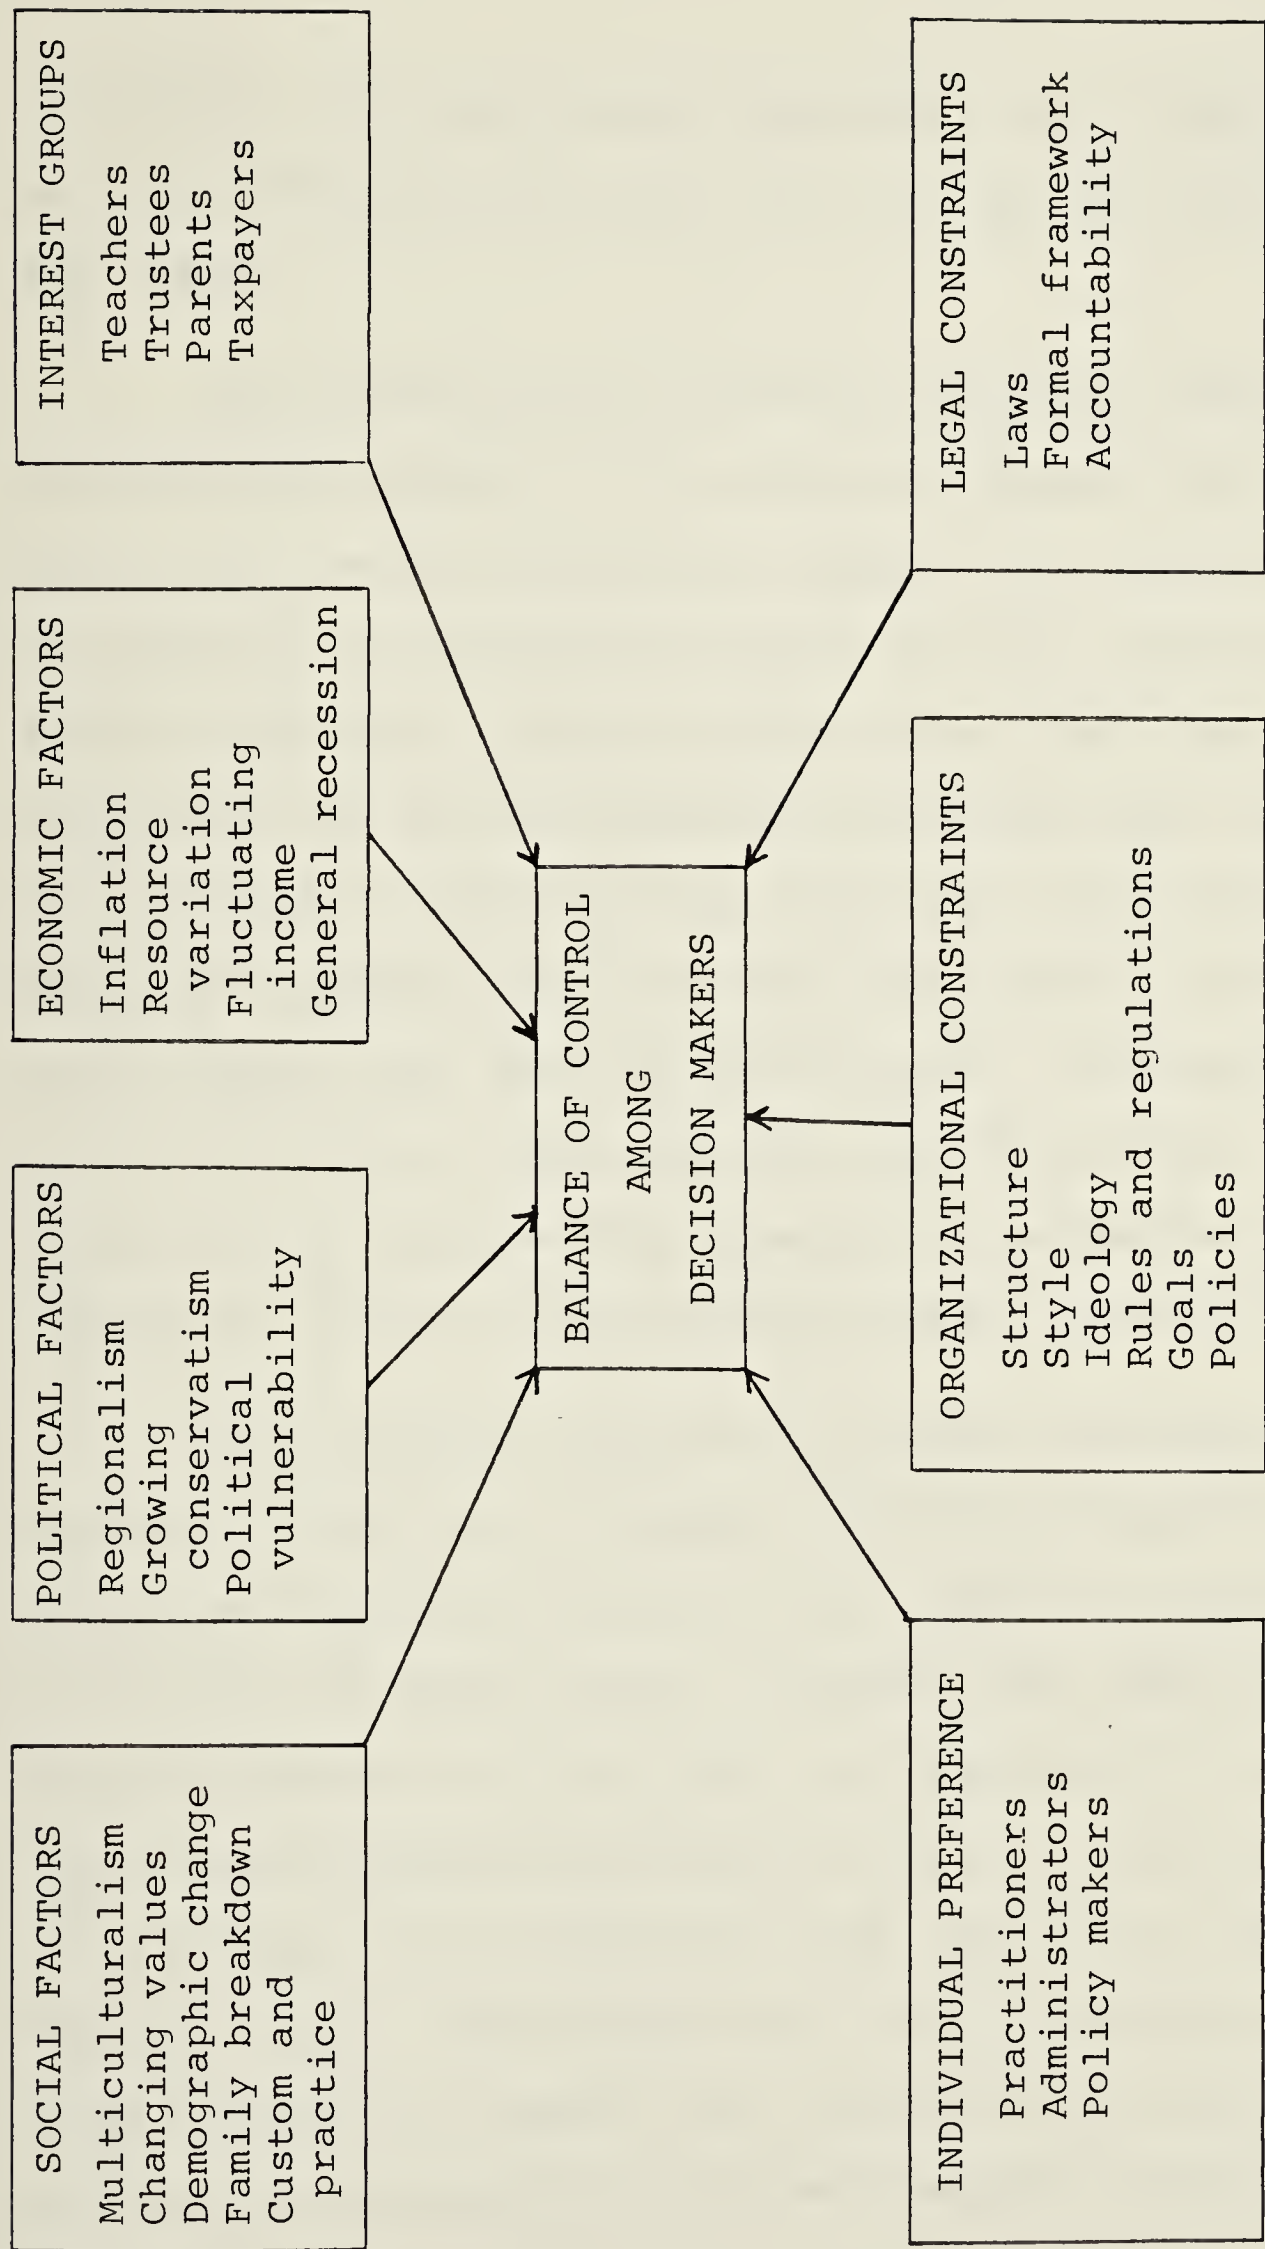 SOCIAL FACTORS
Multiculturalism
Changing values
Demographic change
Family breakdown
Custom and
practice
POLITICAL FACTORS
Regionalism
Growing
conservatism
Political
vulnerability
ECONOMIC FACTORS
Inflation
Resource
variation
Fluctuating
income
General recession
INTEREST GROUPS
Teachers
Trustees
Parents
Taxpayers
BALANCE OF CONTROL
AMONG
DECISION MAKERS
INDIVIDUAL PREFERENCE
Practitioners
Administrators
Policy makers
ORGANIZATIONAL CONSTRAINTS
Structure
Style
Ideology
Rules and regulations
Goals
Policies
LEGAL CONSTRAINTS
Laws
Formal framework
Accountability